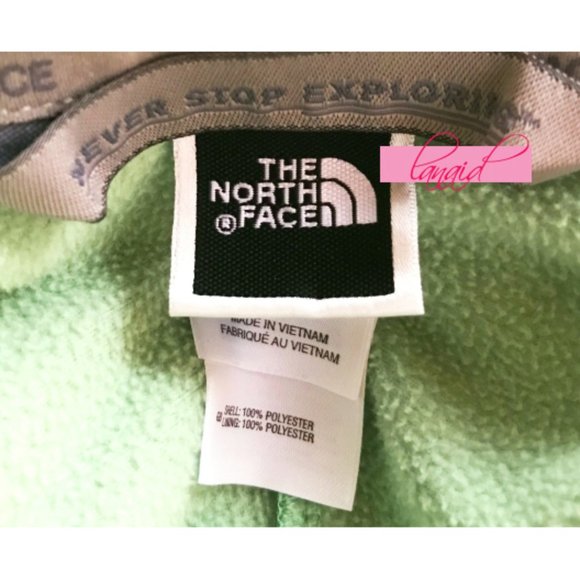 CE
NEVER STOP EXPLORING
lanaid
THE
NORTH
® FACE
MADE IN VIETNAM
FABRIQUÉ AU VIETNAM
SHELL: 100% POLYESTER
LINING: 100% POLYESTER